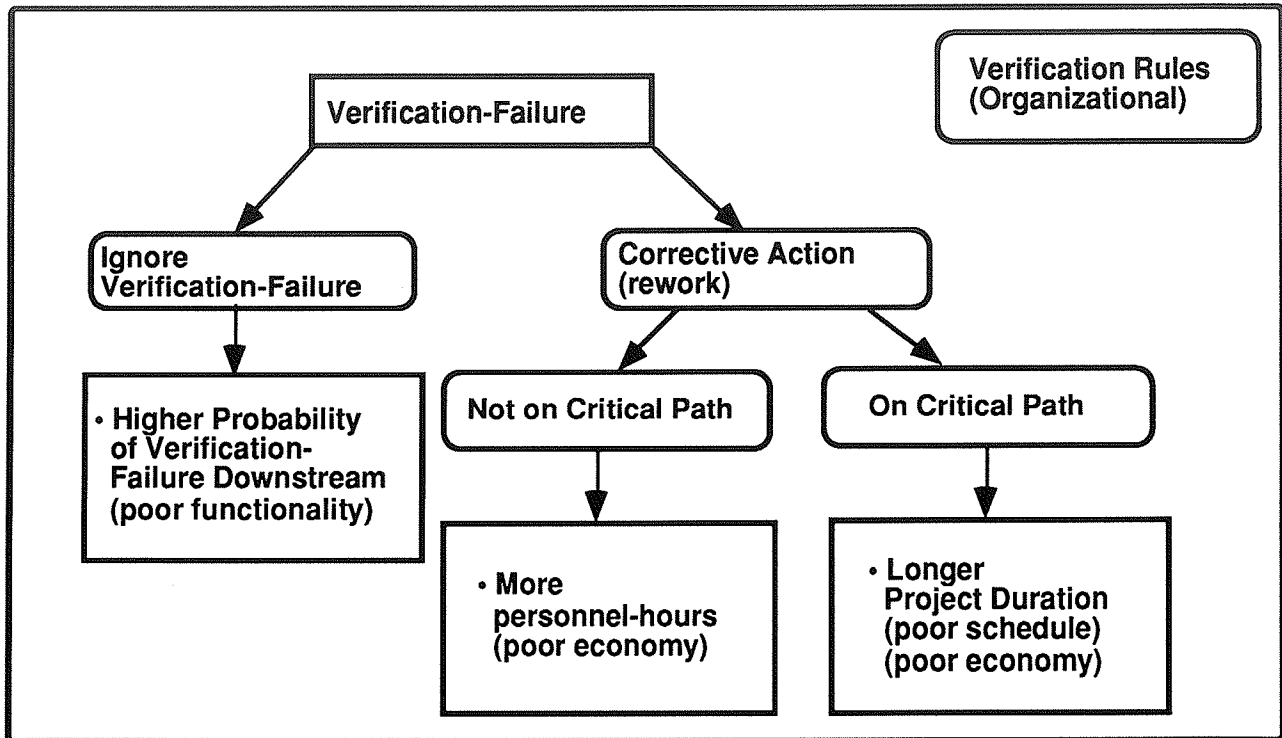 Verification Rules
(Organizational)
Verification-Failure
Ignore
Verification-Failure
Corrective Action
(rework)
• Higher Probability
of Verification-
Failure Downstream
(poor functionality)
Not on Critical Path
On Critical Path
• More
personnel-hours
(poor economy)
• Longer
Project Duration
(poor schedule)
(poor economy)